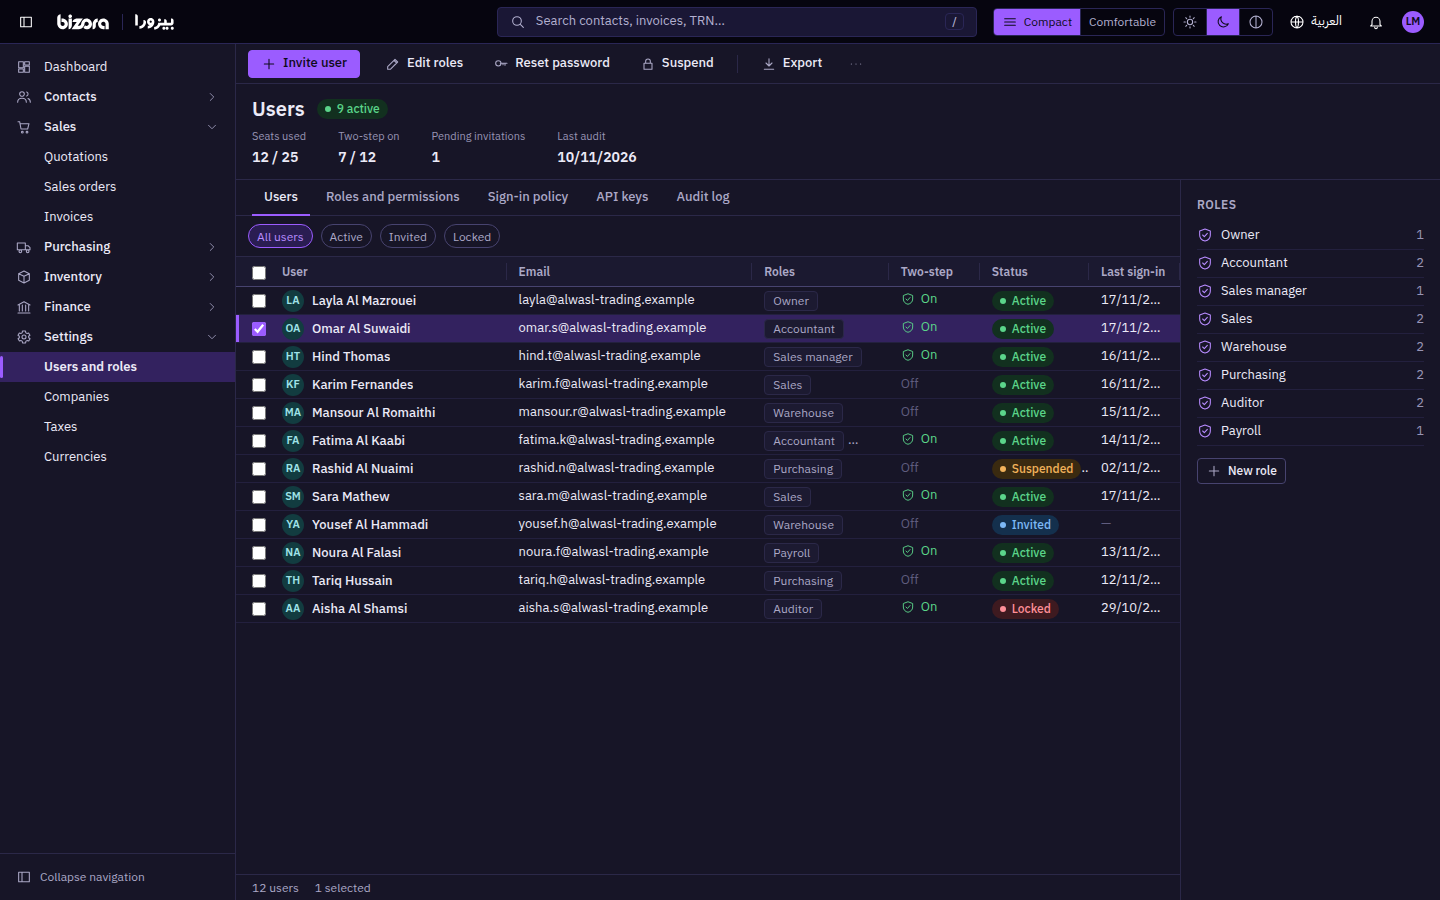 bizora بيزورا
Search contacts, invoices, TRN... /
Compact Comfortable
العربية
LM
Dashboard
Contacts
Sales
Quotations
Sales orders
Invoices
Purchasing
Inventory
Finance
Settings
Users and roles
Companies
Taxes
Currencies
Collapse navigation
Invite user Edit roles Reset password Suspend Export ...
Users 9 active
Seats used Two-step on Pending invitations Last audit
12 / 25 7 / 12 1 10/11/2026
Users Roles and permissions Sign-in policy API keys Audit log
All users Active Invited Locked
User Email Roles Two-step Status Last sign-in
LA Layla Al Mazrouei layla@alwasl-trading.example Owner On Active 17/11/2...
OA Omar Al Suwaidi omar.s@alwasl-trading.example Accountant On Active 17/11/2...
HT Hind Thomas hind.t@alwasl-trading.example Sales manager On Active 16/11/2...
KF Karim Fernandes karim.f@alwasl-trading.example Sales Off Active 16/11/2...
MA Mansour Al Romaithi mansour.r@alwasl-trading.example Warehouse Off Active 15/11/2...
FA Fatima Al Kaabi fatima.k@alwasl-trading.example Accountant ... On Active 14/11/2...
RA Rashid Al Nuaimi rashid.n@alwasl-trading.example Purchasing Off Suspended .. 02/11/2...
SM Sara Mathew sara.m@alwasl-trading.example Sales On Active 17/11/2...
YA Yousef Al Hammadi yousef.h@alwasl-trading.example Warehouse Off Invited —
NA Noura Al Falasi noura.f@alwasl-trading.example Payroll On Active 13/11/2...
TH Tariq Hussain tariq.h@alwasl-trading.example Purchasing Off Active 12/11/2...
AA Aisha Al Shamsi aisha.s@alwasl-trading.example Auditor On Locked 29/10/2...
12 users 1 selected
ROLES
Owner 1
Accountant 2
Sales manager 1
Sales 2
Warehouse 2
Purchasing 2
Auditor 2
Payroll 1
New role